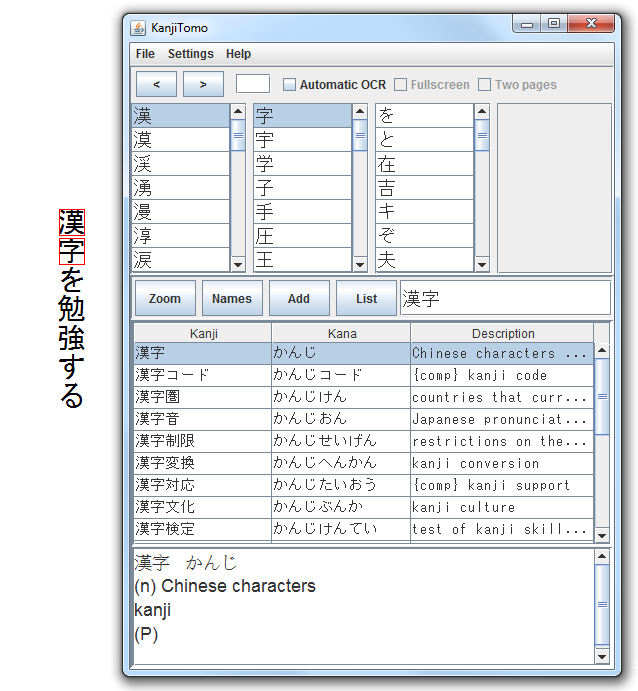 漢字を勉強する
KanjiTomo
File Settings Help
< > Automatic OCR Fullscreen Two pages
漢 字 を
漠 宇 と
渓 学 在
湧 子 吉
漫 手 キ
淳 圧 ぞ
涙 王 夫
Zoom Names Add List 漢字
Kanji Kana Description
漢字 かんじ Chinese characters ...
漢字コード かんじコード {comp} kanji code
漢字圏 かんじけん countries that curr...
漢字音 かんじおん Japanese pronunciat...
漢字制限 かんじせいげん restrictions on the...
漢字変換 かんじへんかん kanji conversion
漢字対応 かんじたいおう {comp} kanji support
漢字文化 かんじぶんか kanji culture
漢字検定 かんじけんてい test of kanji skill...
漢字 かんじ
(n) Chinese characters
kanji
(P)